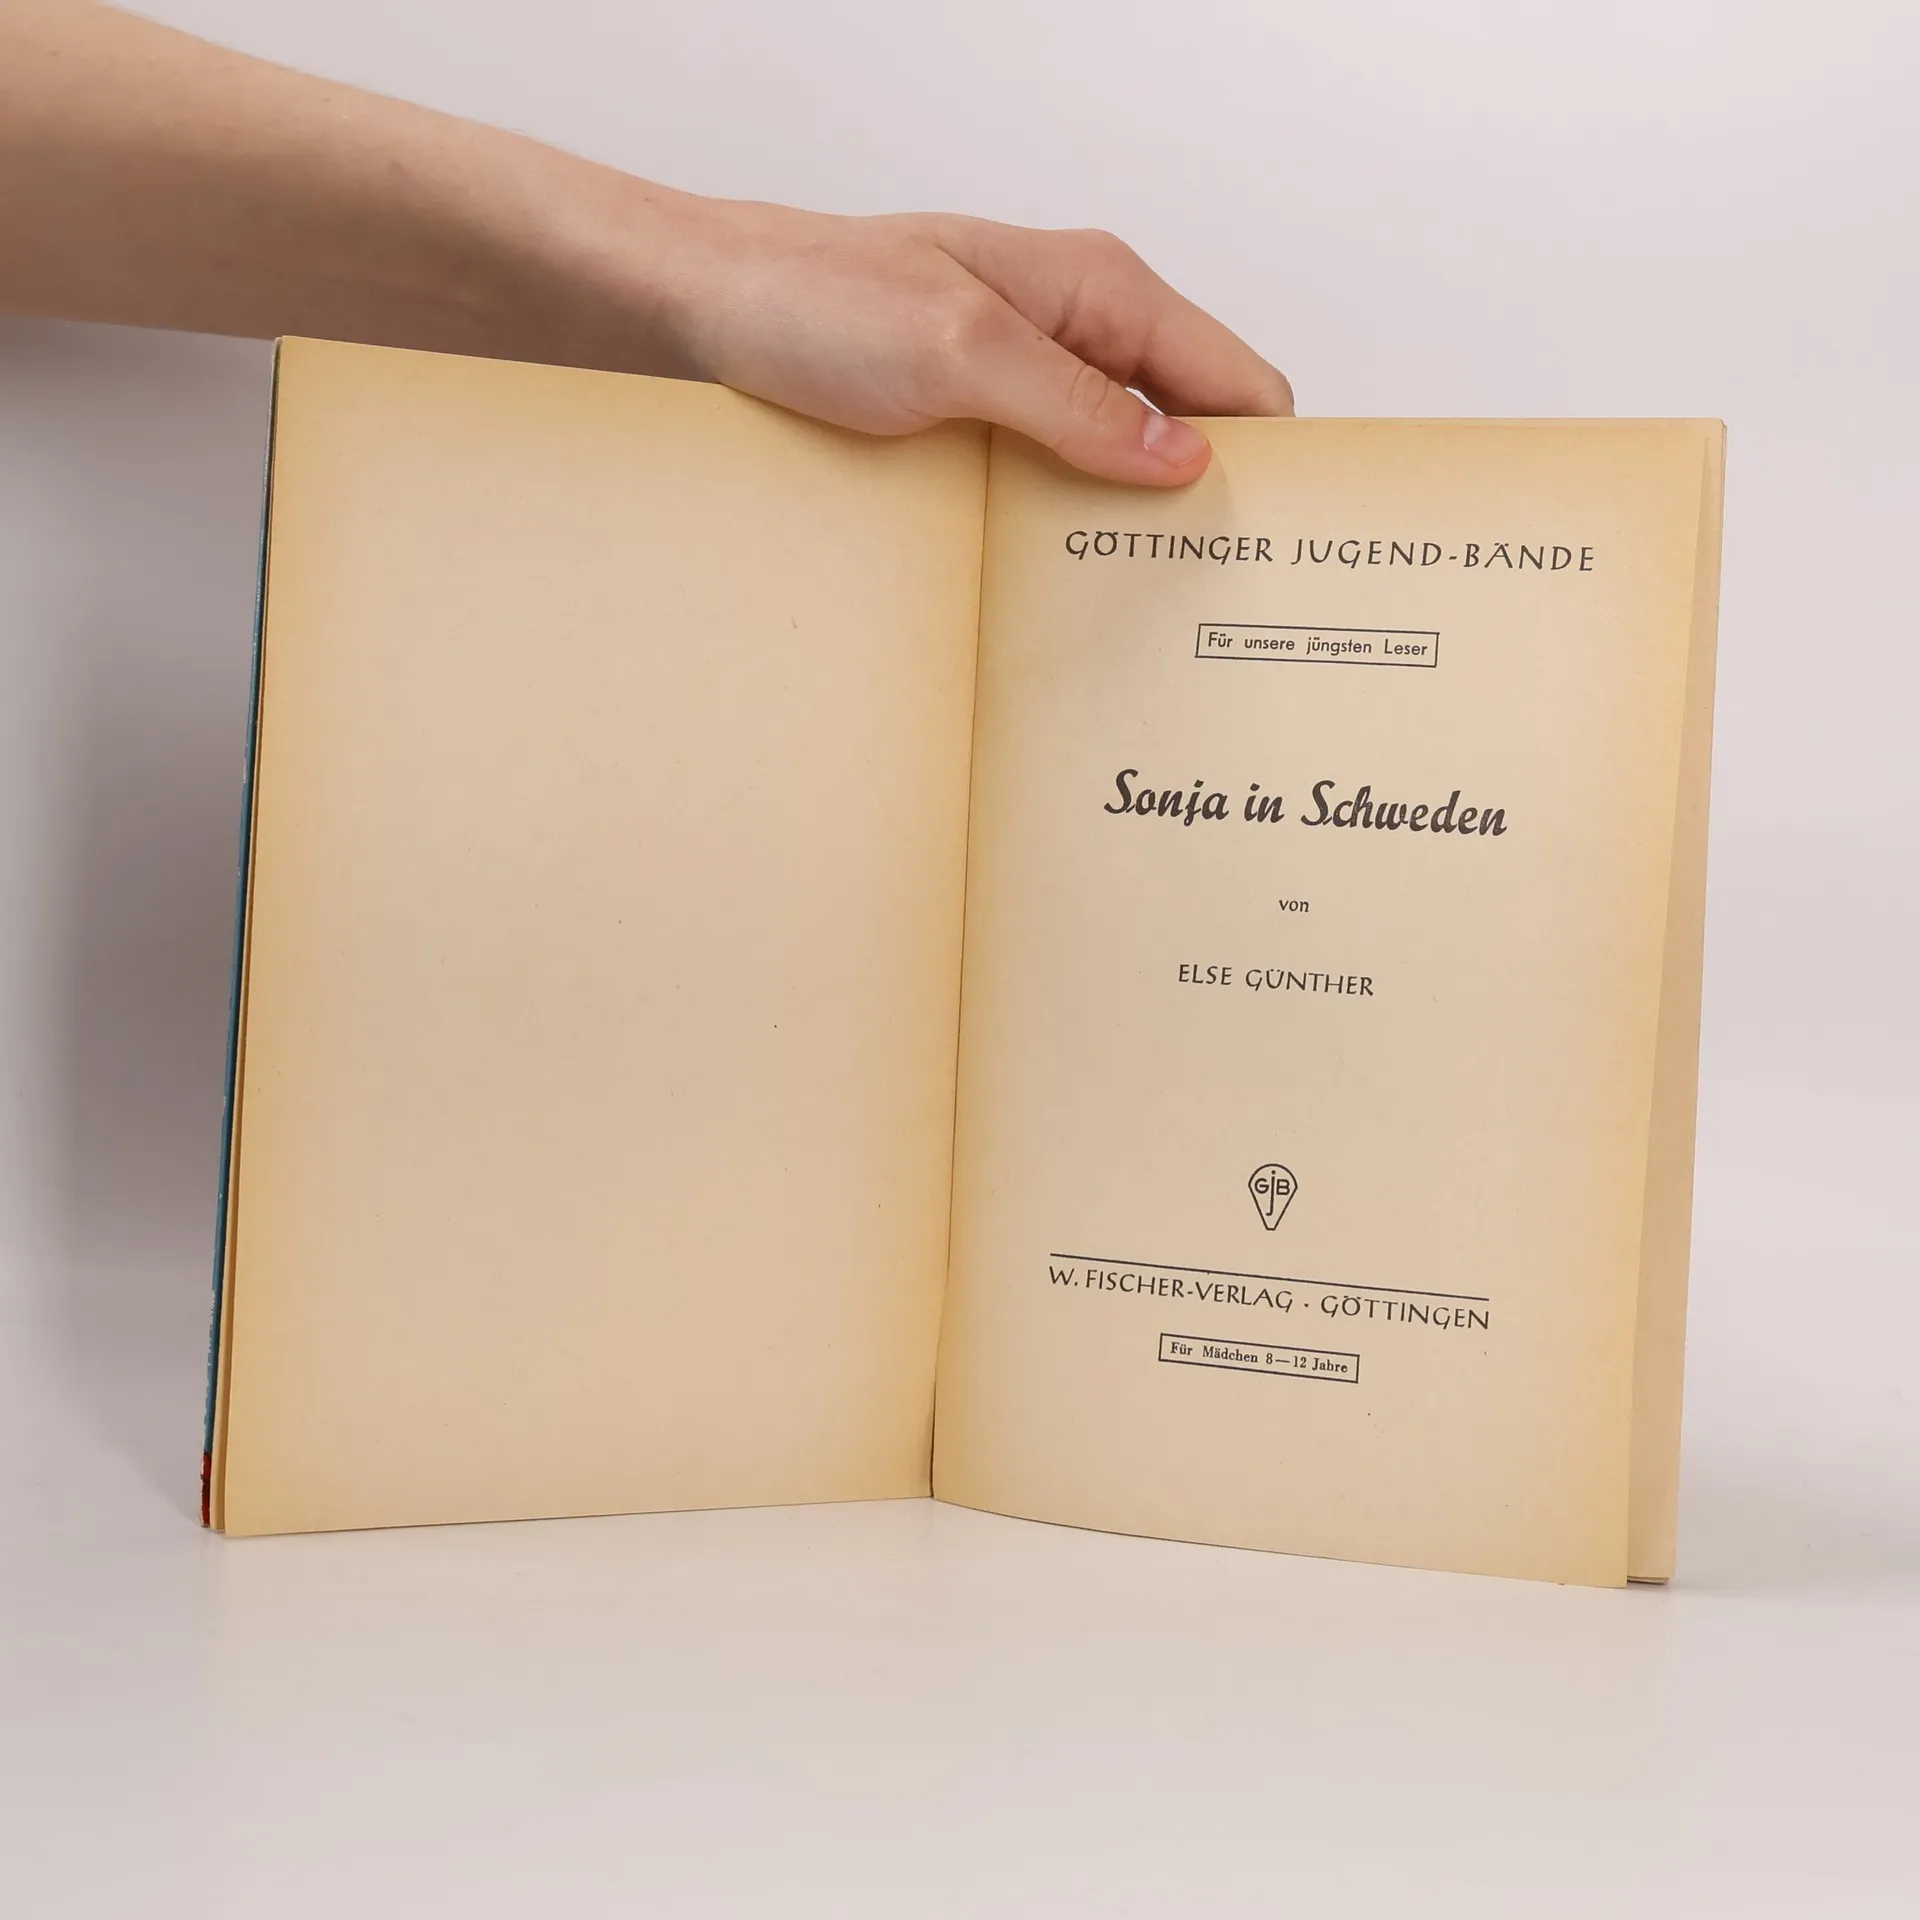 GÖTTINGER JUGEND-BÄNDE
Für unsere jüngsten Leser
Sonja in Schweden
von
ELSE GÜNTHER
GjB
W. FISCHER-VERLAG · GÖTTINGEN
Für Mädchen 8—12 Jahre